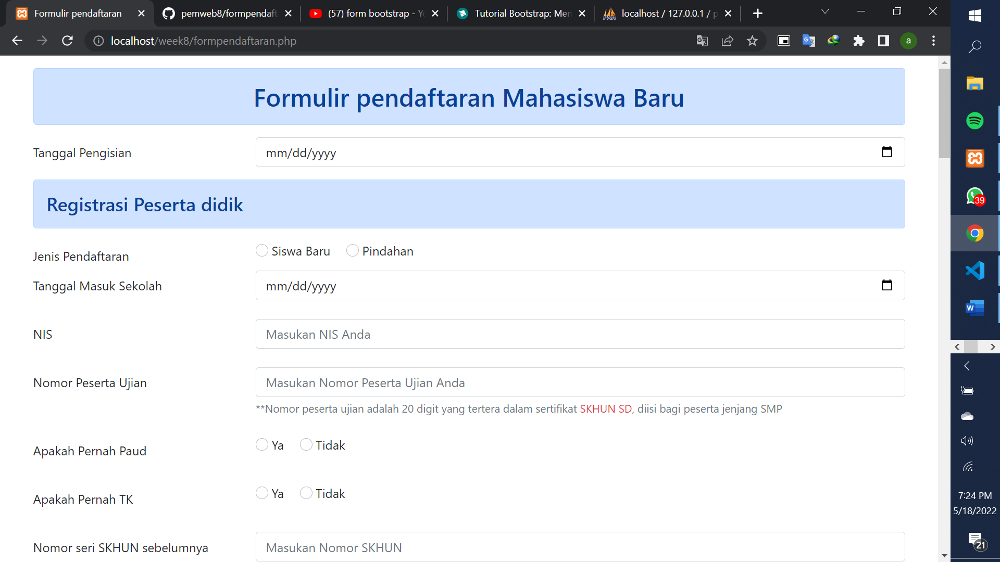 Formulir pendaftaran
pemweb8/formpendaft
(57) form bootstrap - Yo
Tutorial Bootstrap: Mem
localhost / 127.0.0.1 / p
localhost/week8/formpendaftaran.php
a
Formulir pendaftaran Mahasiswa Baru
Tanggal Pengisian
mm/dd/yyyy
Registrasi Peserta didik
Jenis Pendaftaran
Siswa Baru
Pindahan
Tanggal Masuk Sekolah
mm/dd/yyyy
NIS
Masukan NIS Anda
Nomor Peserta Ujian
Masukan Nomor Peserta Ujian Anda
**Nomor peserta ujian adalah 20 digit yang tertera dalam sertifikat SKHUN SD, diisi bagi peserta jenjang SMP
Apakah Pernah Paud
Ya
Tidak
Apakah Pernah TK
Ya
Tidak
Nomor seri SKHUN sebelumnya
Masukan Nomor SKHUN
39
7:24 PM
5/18/2022
21